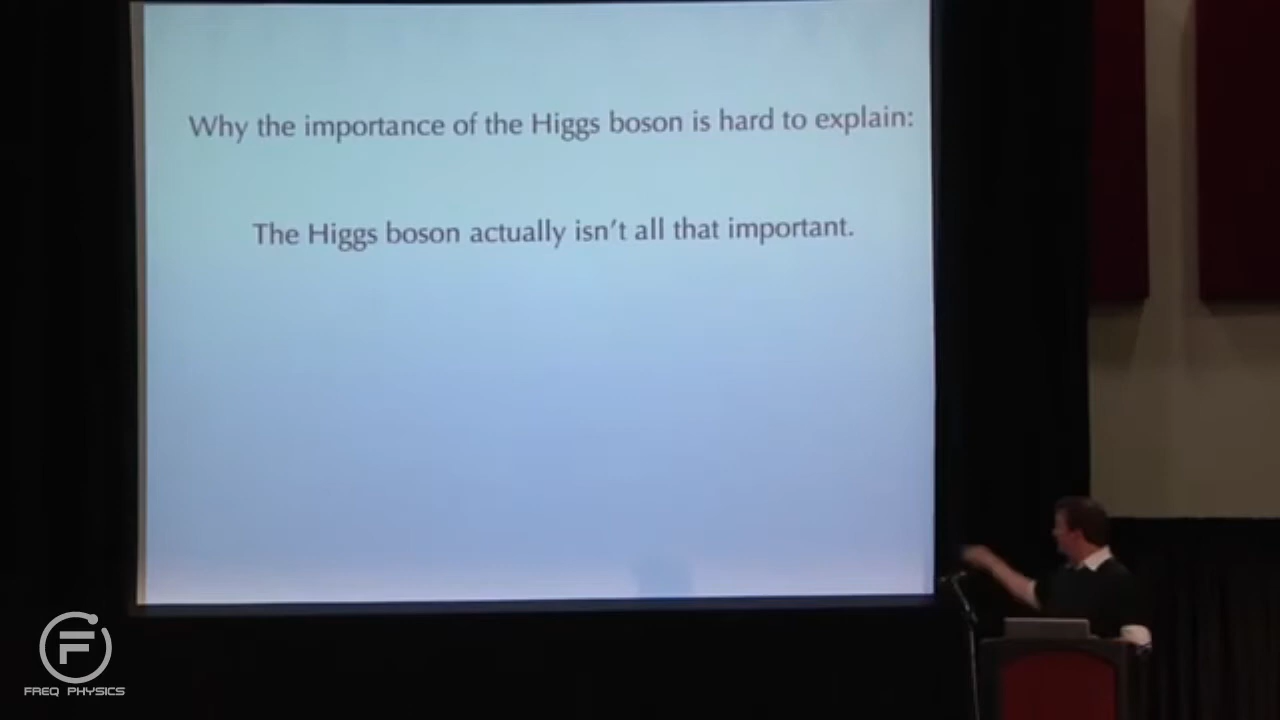 Why the importance of the Higgs boson is hard to explain:
The Higgs boson actually isn't all that important.
F
FREQ PHYSICS